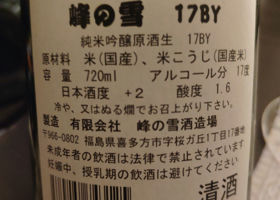 峰の雪 17BY
純米吟醸原酒生 17BY
原材料 米(国産)、米こうじ(国産米)
容量 720ml アルコール分 17度
日本酒度 +2 酸度 1.6
冷や、又はぬる燗でお召上がり下さい。
製造 有限会社 峰の雪酒造場
〒966-0802 福島県喜多方市字桜ガ丘1丁目17番地
未成年者の飲酒は法律で禁止されています。
妊娠中、授乳期の飲酒は避けてください
清酒